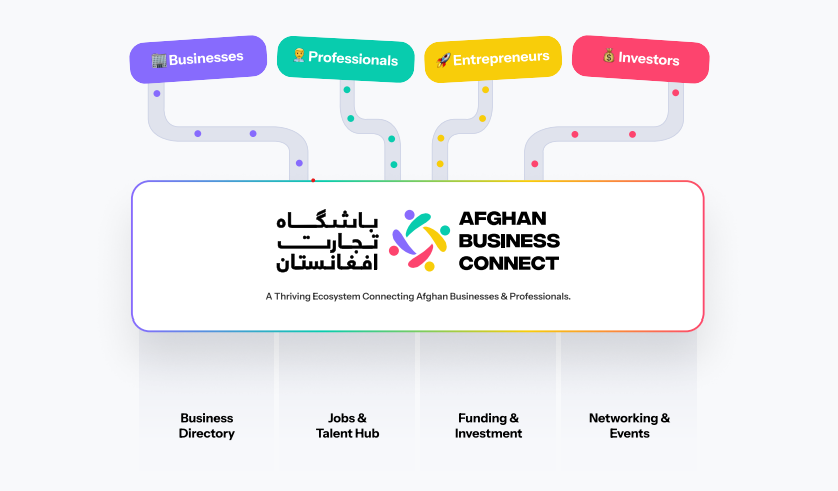 Businesses
Professionals
Entrepreneurs
Investors
باشگاه
تجارت
افغانستان
AFGHAN
BUSINESS
CONNECT
A Thriving Ecosystem Connecting Afghan Businesses & Professionals.
Business
Directory
Jobs &
Talent Hub
Funding &
Investment
Networking &
Events